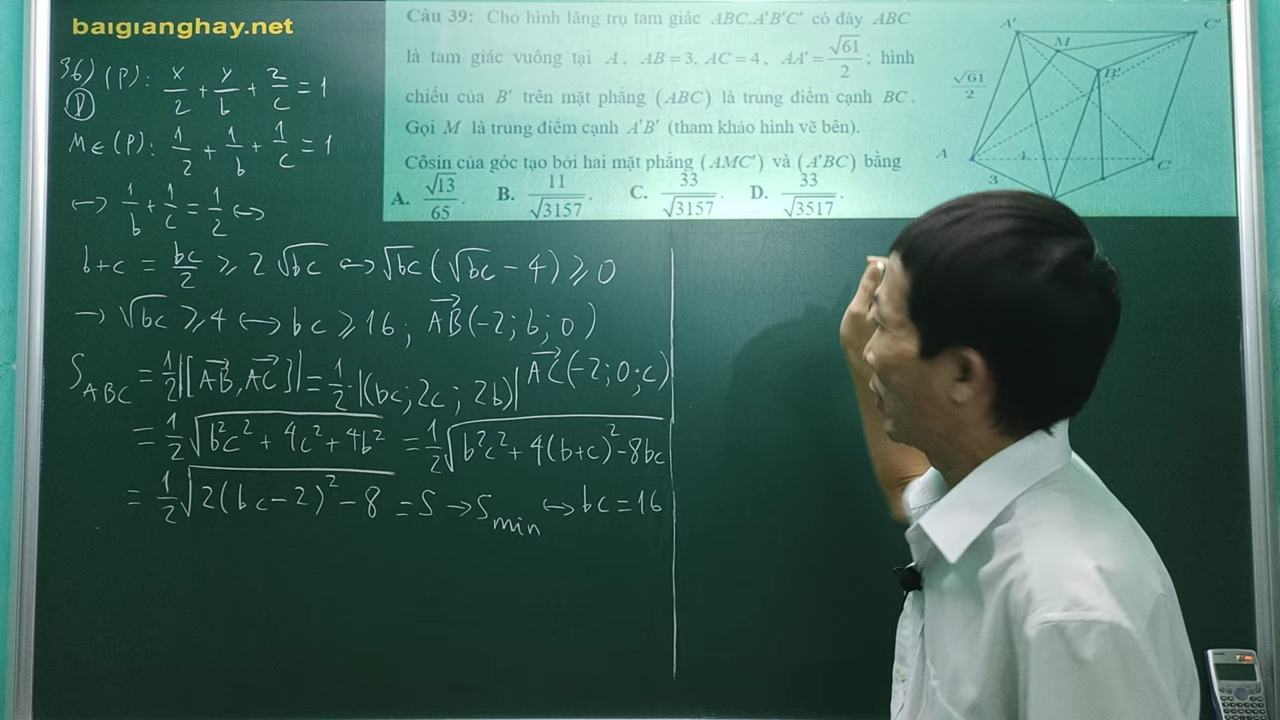 baigianghay.net
36) (P): x/2 + y/b + z/c = 1
Ⓓ
M ∈ (P): 1/2 + 1/b + 1/c = 1
↔ 1/b + 1/c = 1/2 ↔
b+c = bc/2 ≥ 2√bc ↔ √bc (√bc − 4) ≥ 0
→ √bc ≥ 4 ↔ bc ≥ 16 ; AB→(-2; b; 0)
S_ABC = 1/2|[AB→, AC→]| = 1/2·|(bc; 2c; 2b)| AC→(-2; 0; c)
= 1/2 √(b²c² + 4c² + 4b²) = 1/2 √(b²c² + 4(b+c)² − 8bc)
= 1/2 √(2(bc−2)² − 8) = S → S_min ↔ bc = 16
Câu 39: Cho hình lăng trụ tam giác ABC.A'B'C' có đáy ABC
là tam giác vuông tại A, AB = 3, AC = 4, AA' = √61/2; hình
chiếu của B' trên mặt phẳng (ABC) là trung điểm cạnh BC.
Gọi M là trung điểm cạnh A'B' (tham khảo hình vẽ bên).
Côsin của góc tạo bởi hai mặt phẳng (AMC') và (A'BC) bằng
A. √13/65. B. 11/√3157. C. 33/√3157. D. 33/√3517.
A' C'
M
B'
√61/2
A 4 C
3